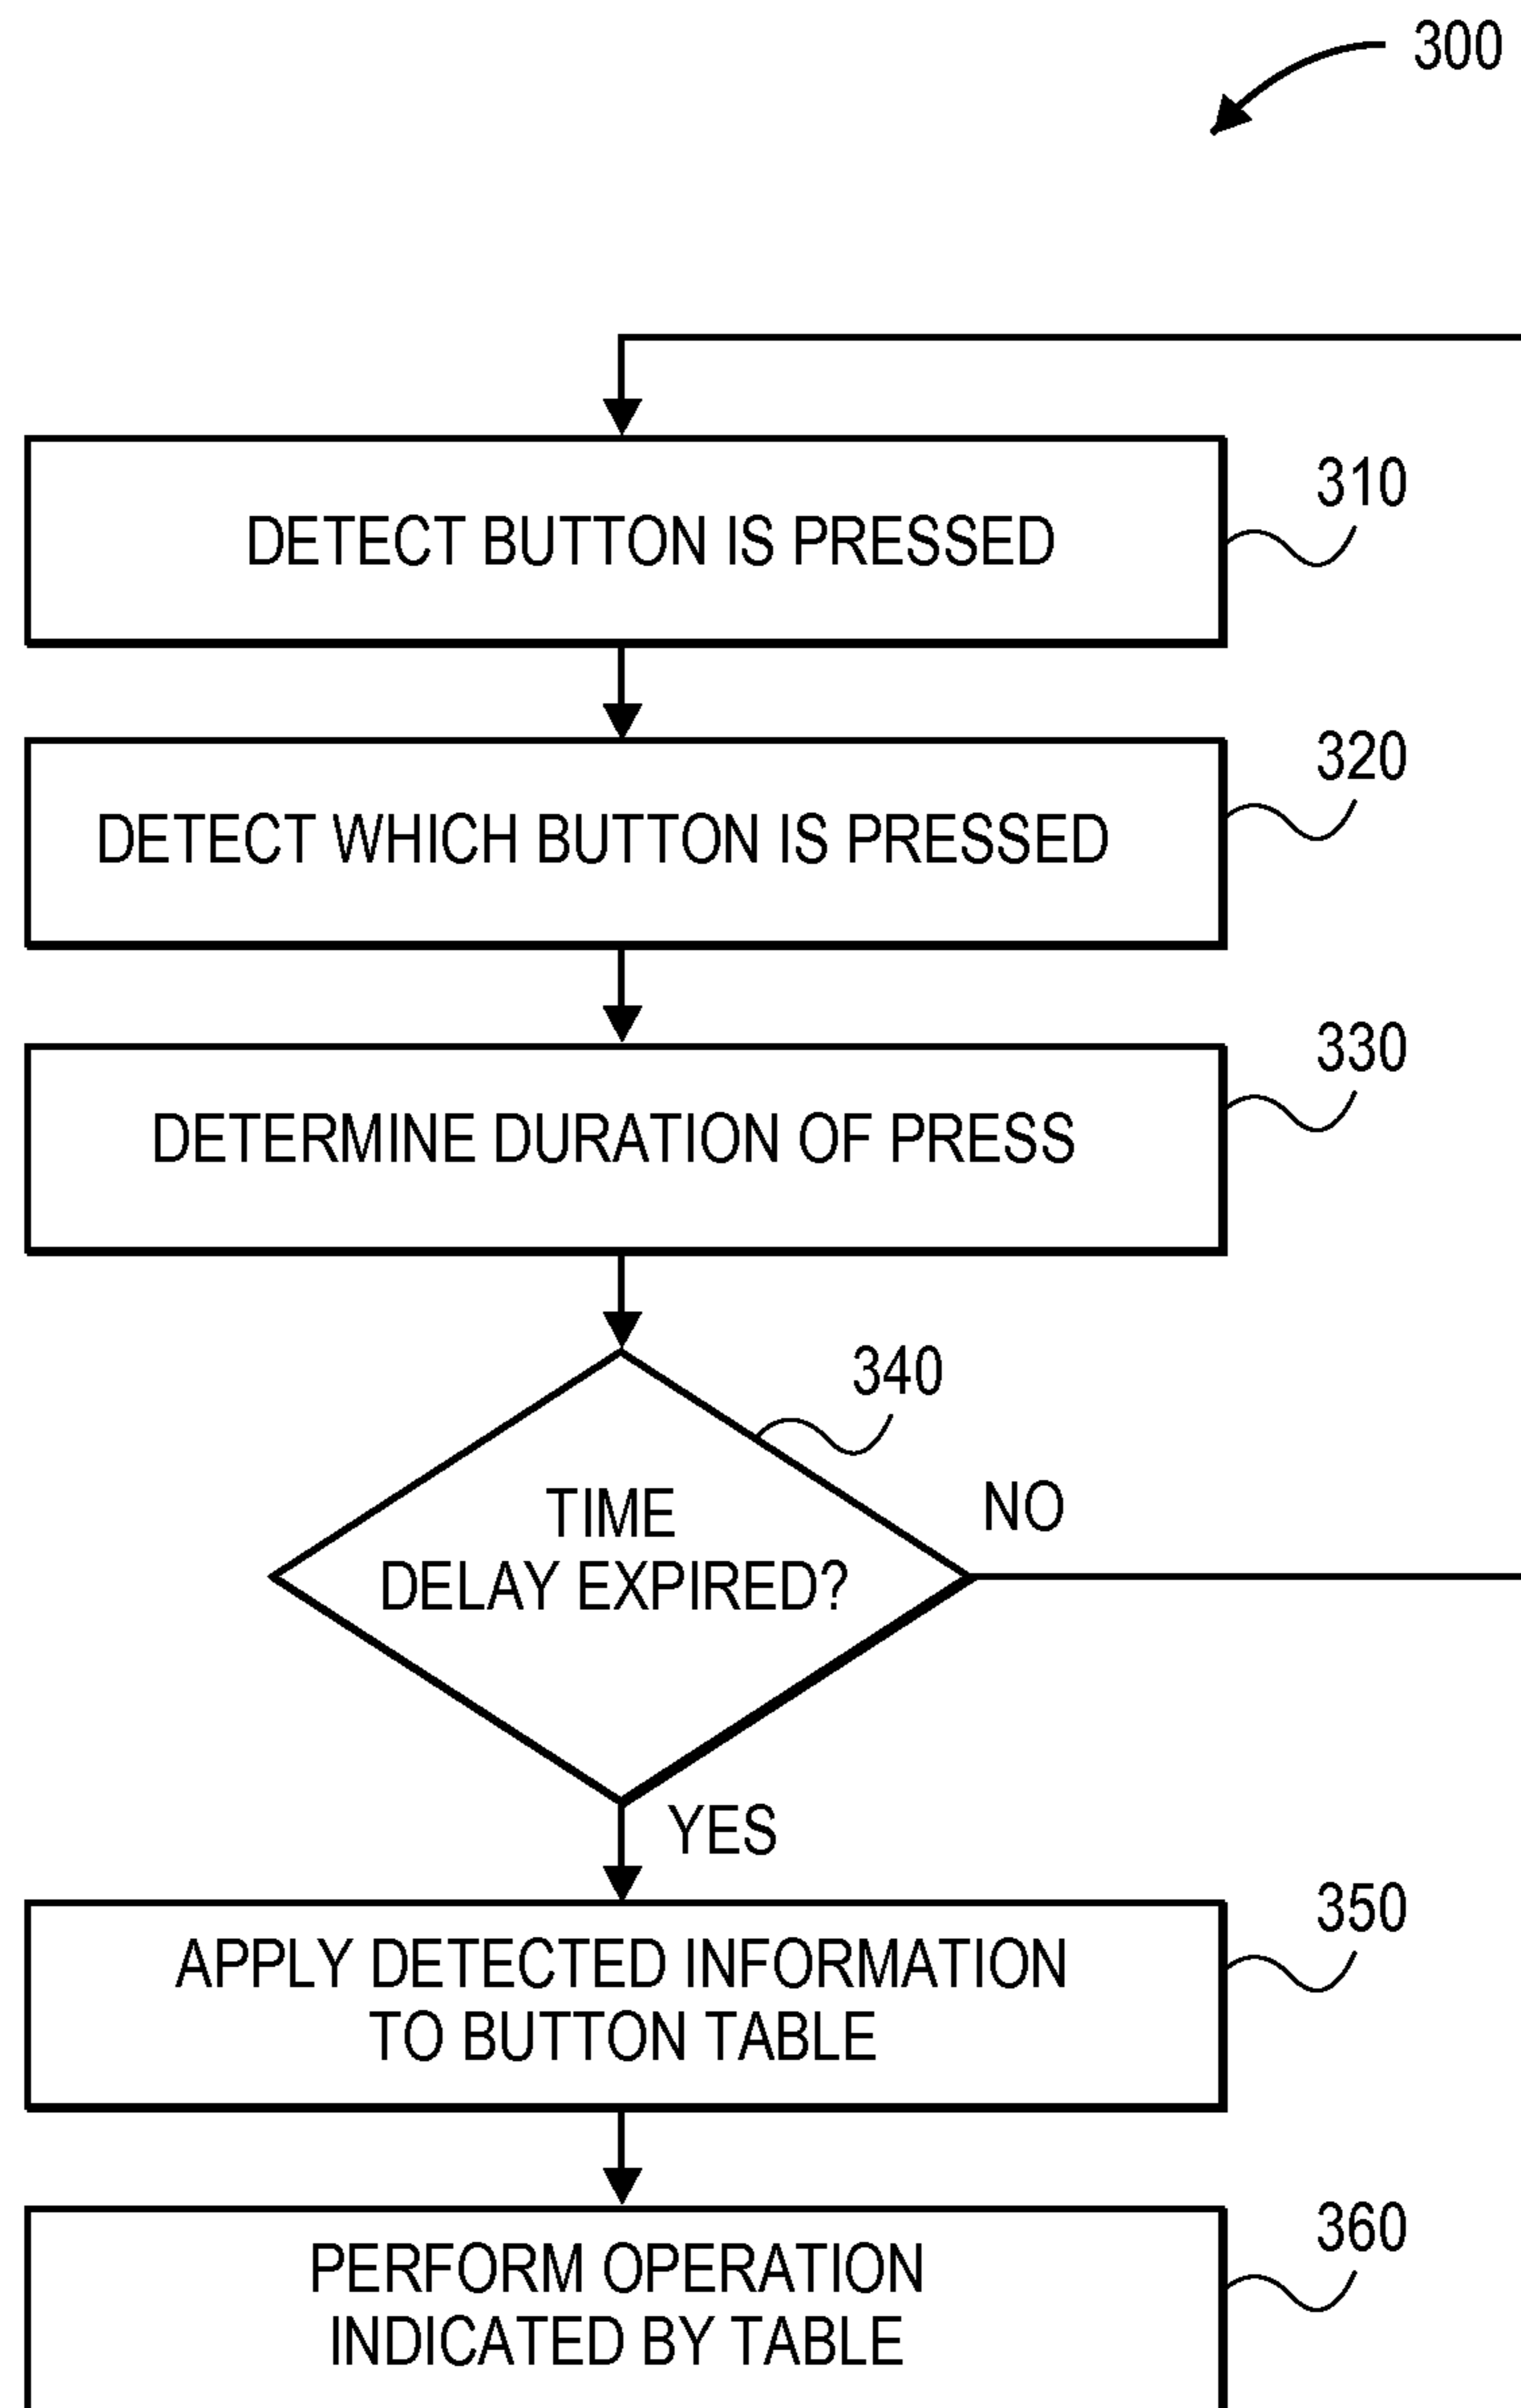 300
DETECT BUTTON IS PRESSED
310
DETECT WHICH BUTTON IS PRESSED
320
DETERMINE DURATION OF PRESS
330
340
TIME
DELAY EXPIRED?
NO
YES
APPLY DETECTED INFORMATION
TO BUTTON TABLE
350
PERFORM OPERATION
INDICATED BY TABLE
360